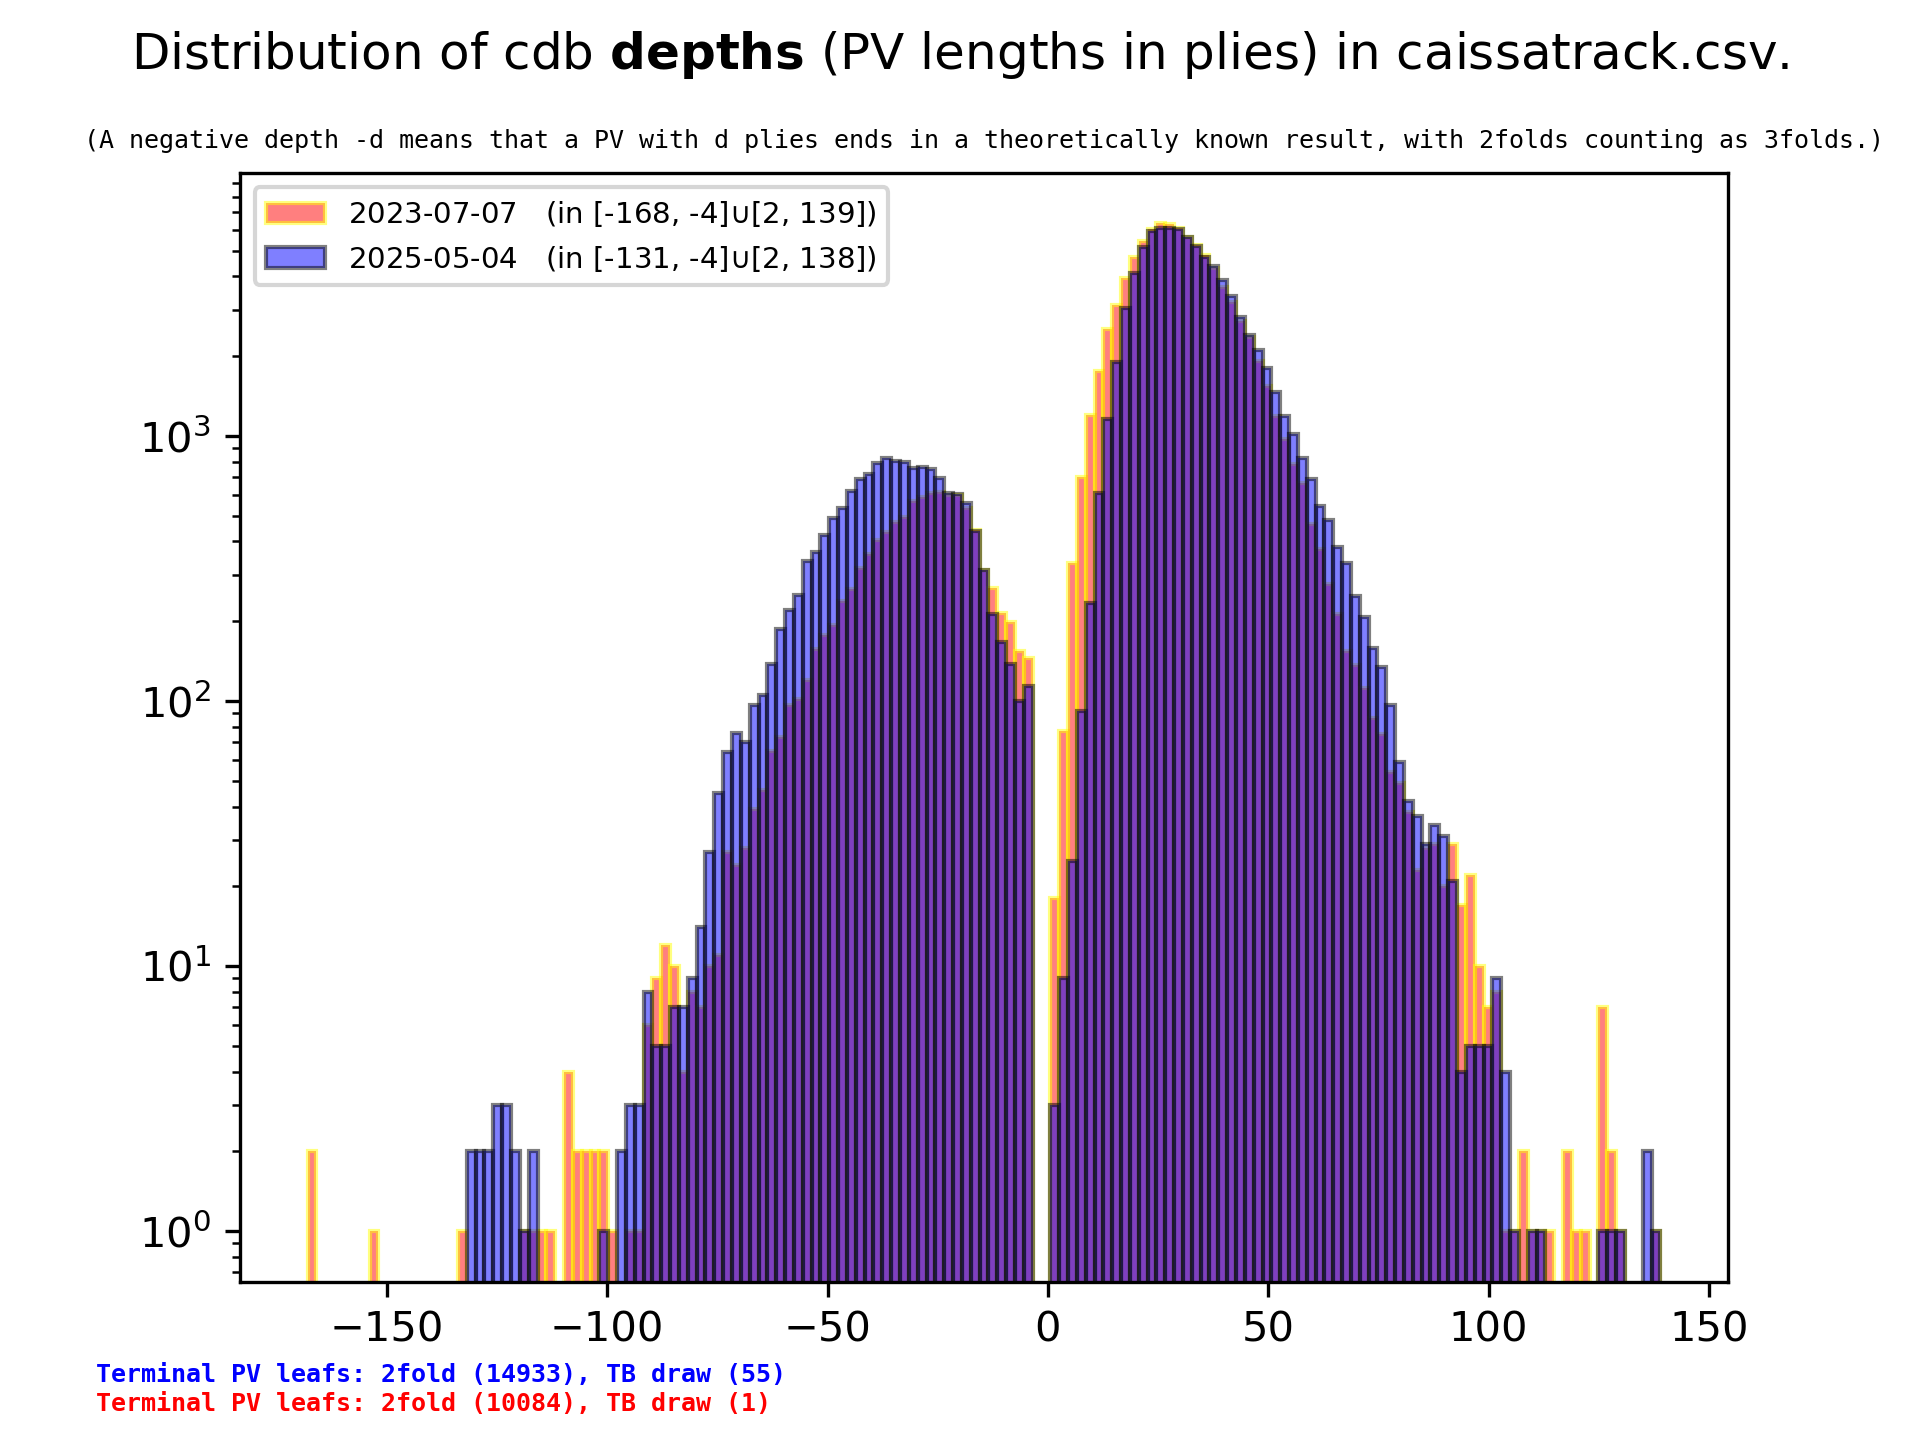 Distribution of cdb depths (PV lengths in plies) in caissatrack.csv.
(A negative depth -d means that a PV with d plies ends in a theoretically known result, with 2folds counting as 3folds.)
2023-07-07 (in [-168, -4]∪[2, 139])
2025-05-04 (in [-131, -4]∪[2, 138])
10³
10²
10¹
10⁰
−150 −100 −50 0 50 100 150
Terminal PV leafs: 2fold (14933), TB draw (55)
Terminal PV leafs: 2fold (10084), TB draw (1)